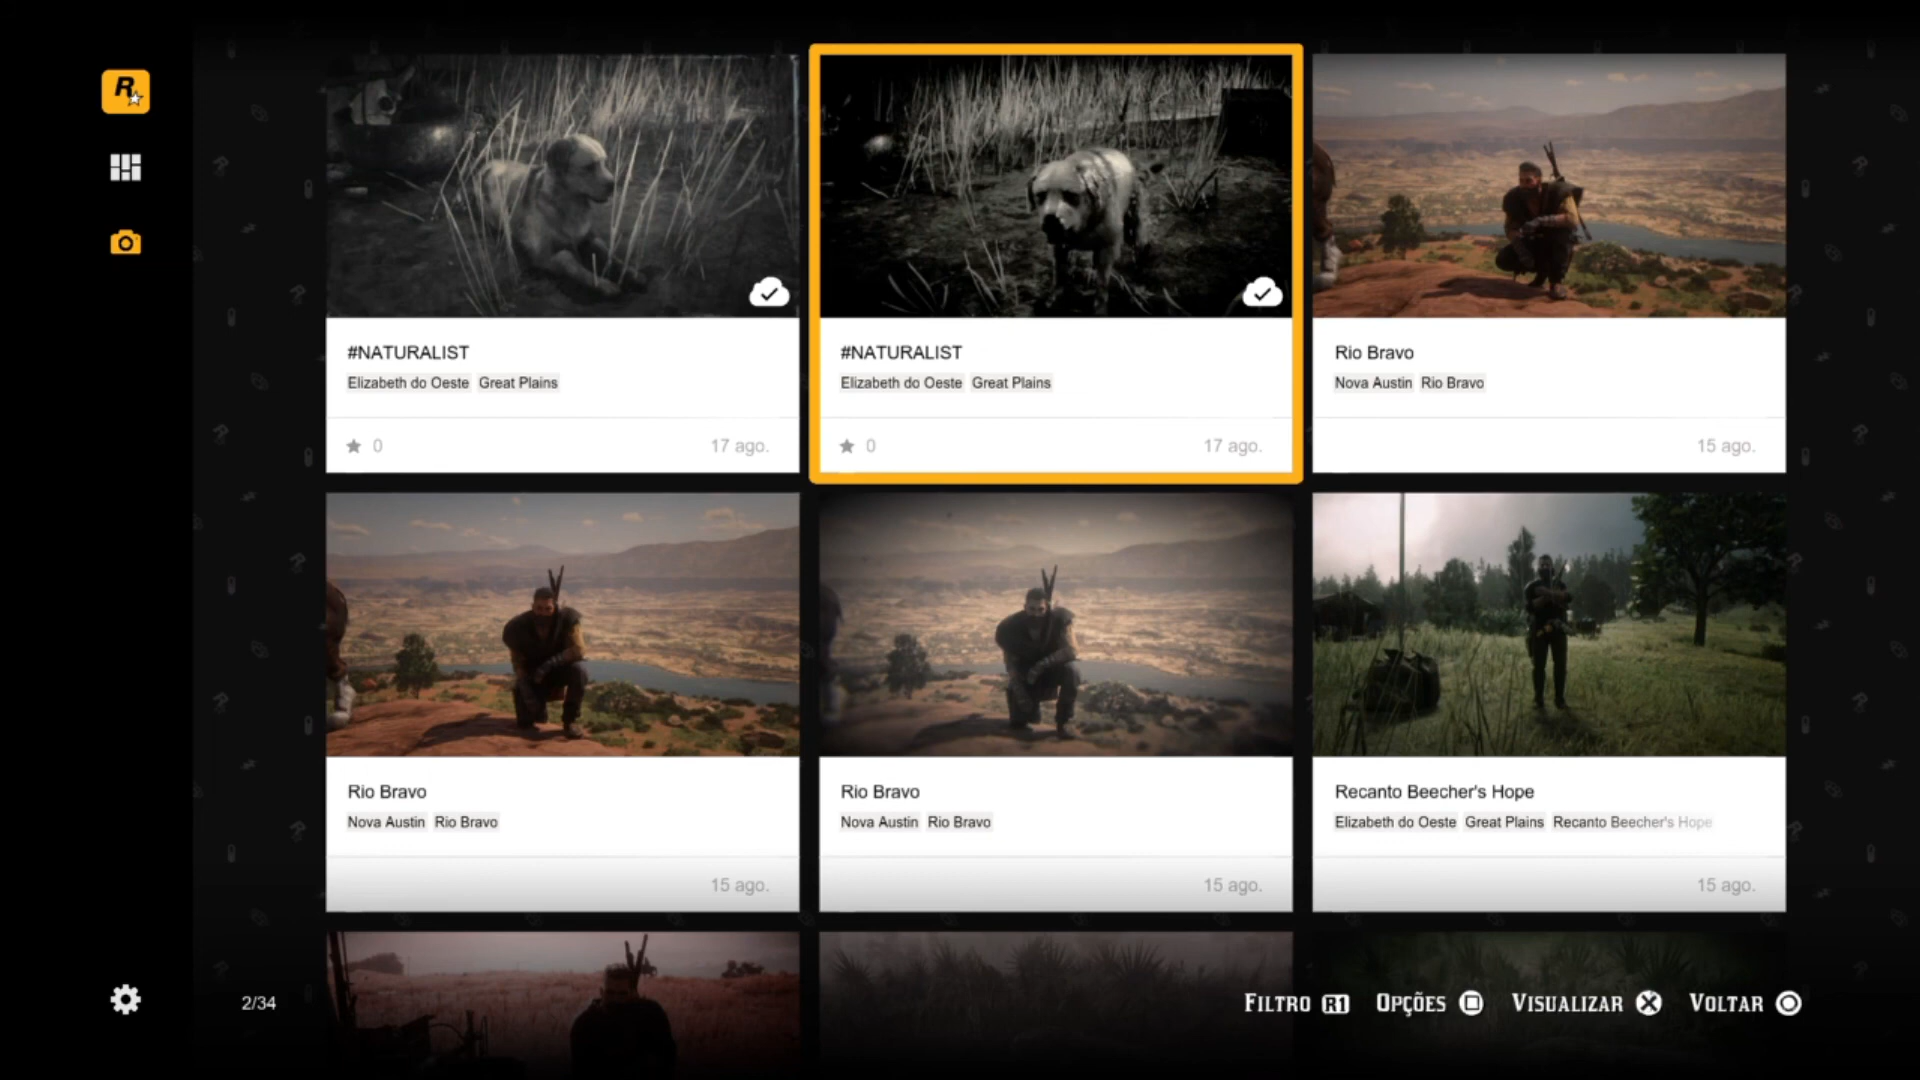 R
#NATURALIST
Elizabeth do Oeste Great Plains
0 17 ago.
#NATURALIST
Elizabeth do Oeste Great Plains
0 17 ago.
Rio Bravo
Nova Austin Rio Bravo
15 ago.
Rio Bravo
Nova Austin Rio Bravo
15 ago.
Rio Bravo
Nova Austin Rio Bravo
15 ago.
Recanto Beecher's Hope
Elizabeth do Oeste Great Plains Recanto Beecher's Hope
15 ago.
2/34
FILTRO R1 OPÇÕES VISUALIZAR VOLTAR